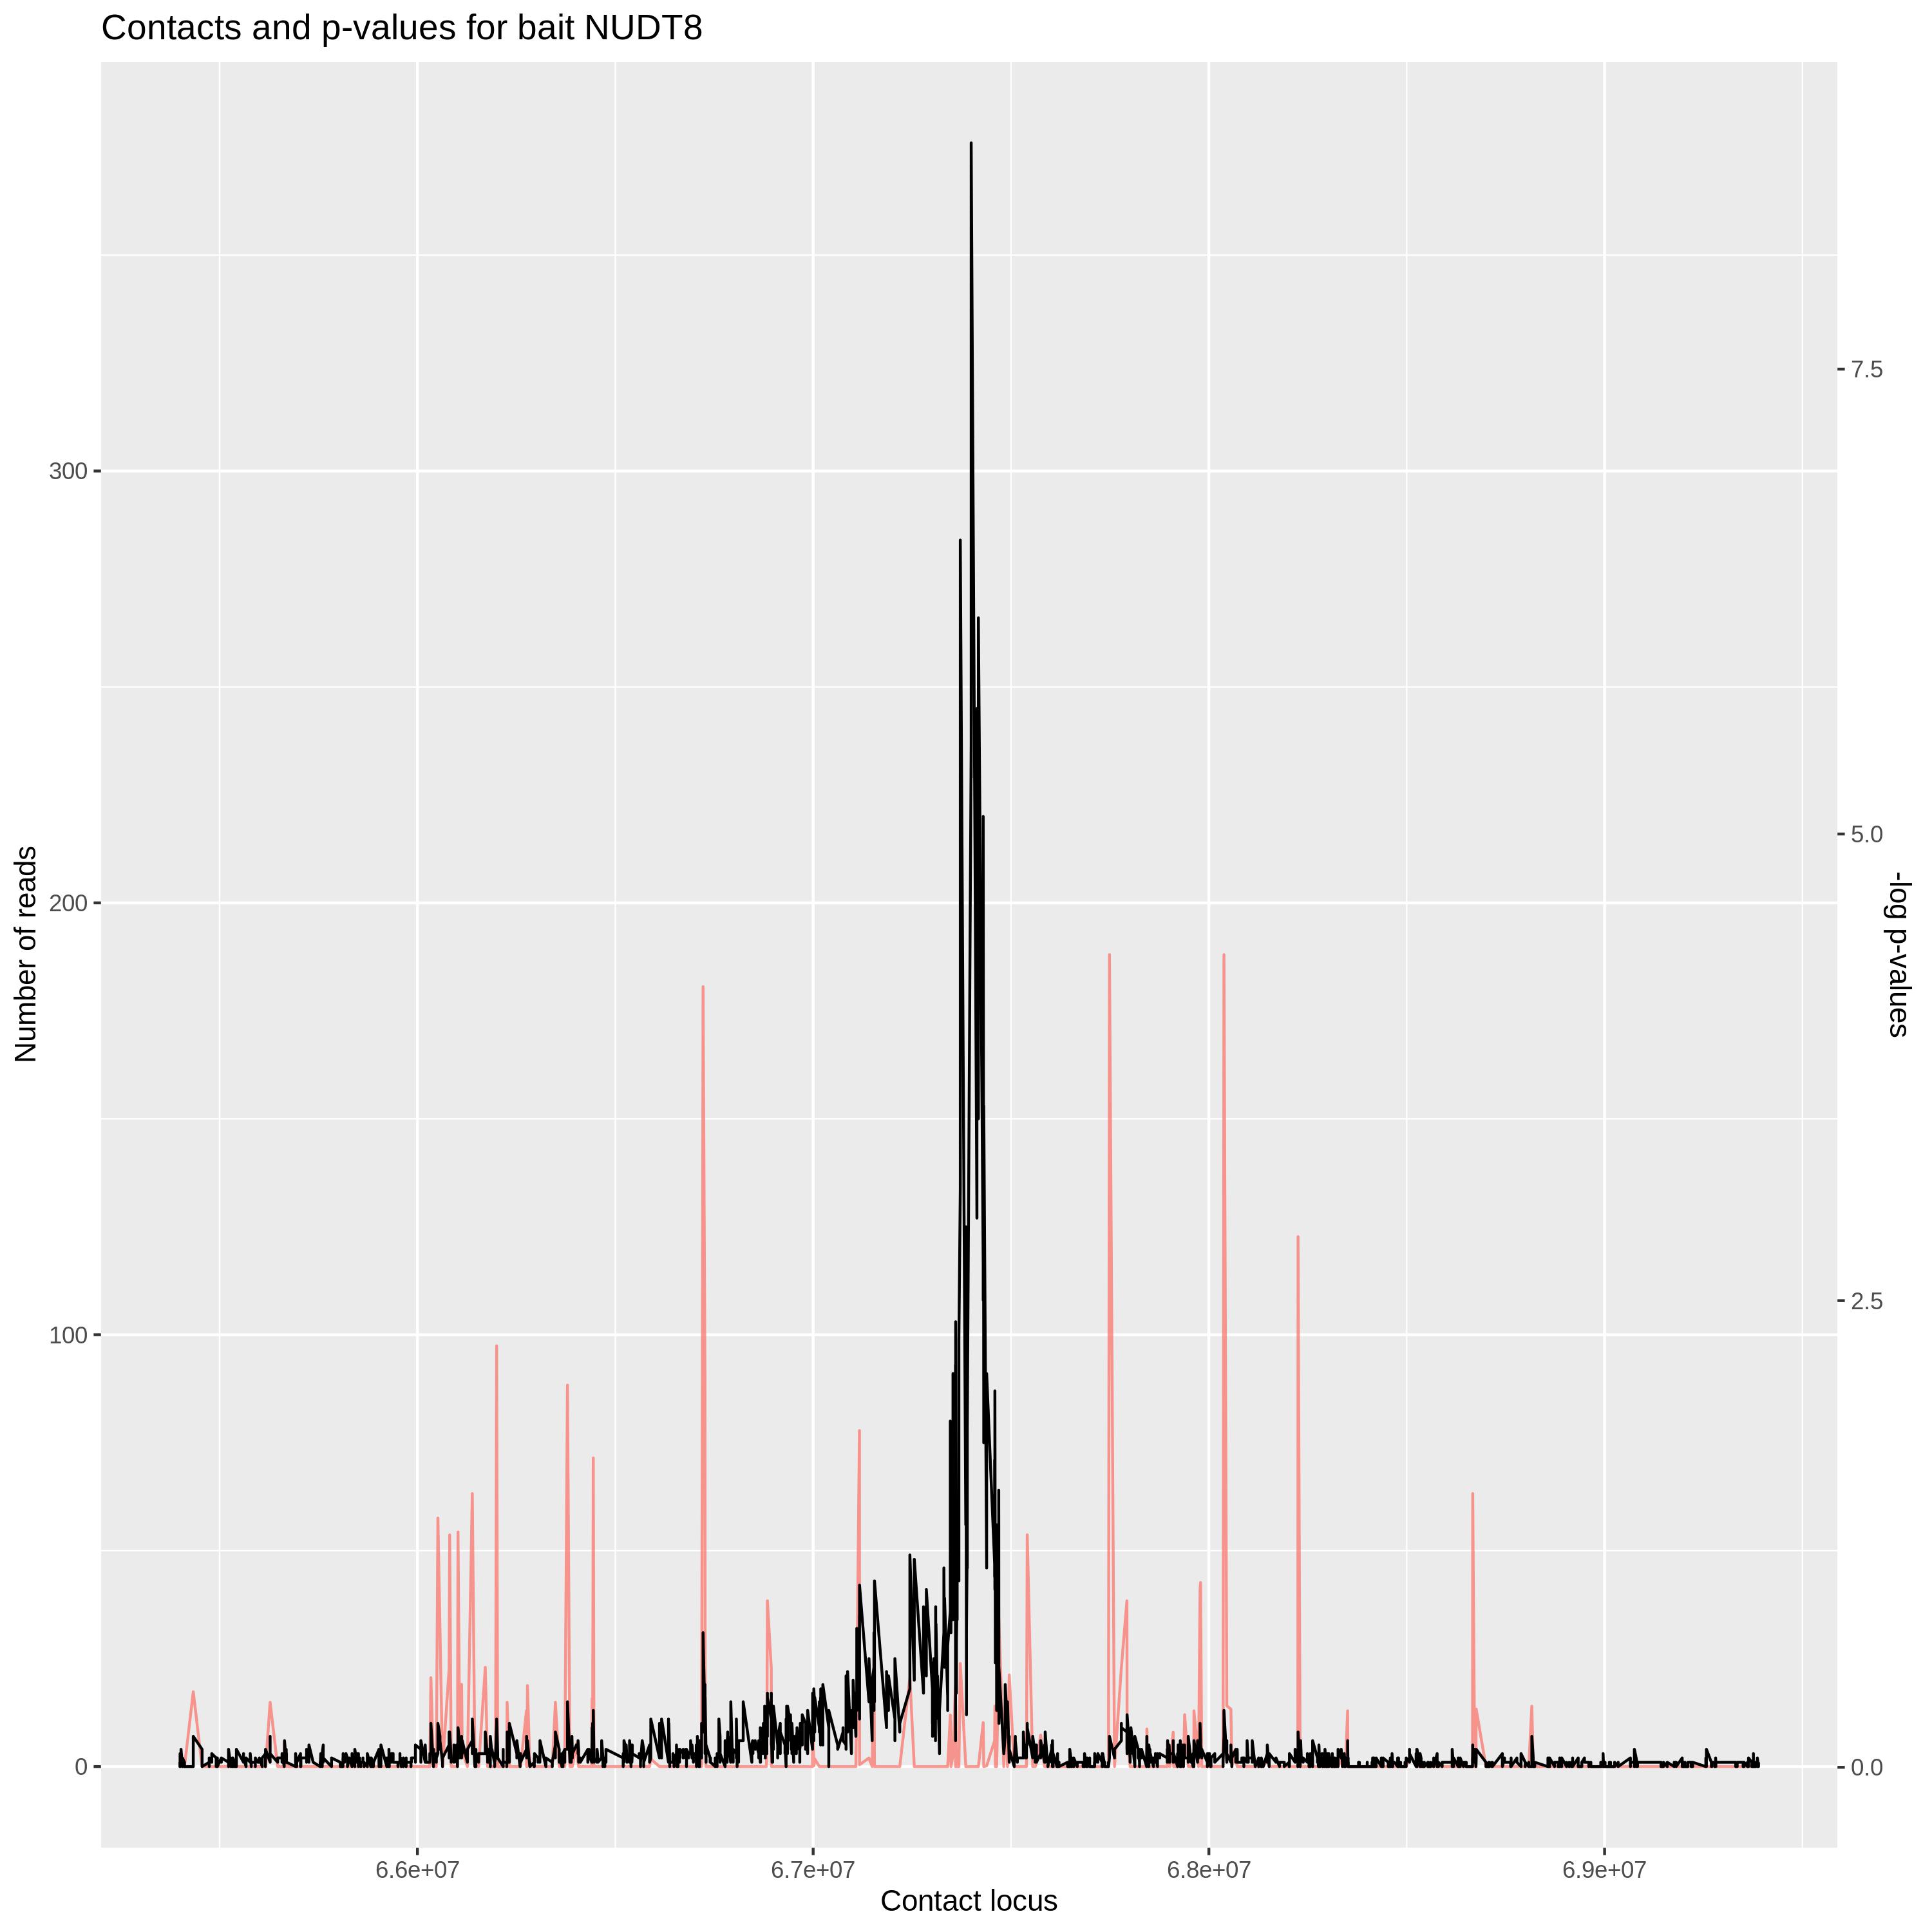 Contacts and p-values for bait NUDT8
Number of reads
300
200
100
0
7.5
5.0
2.5
0.0
-log p-values
6.6e+07
6.7e+07
6.8e+07
6.9e+07
Contact locus